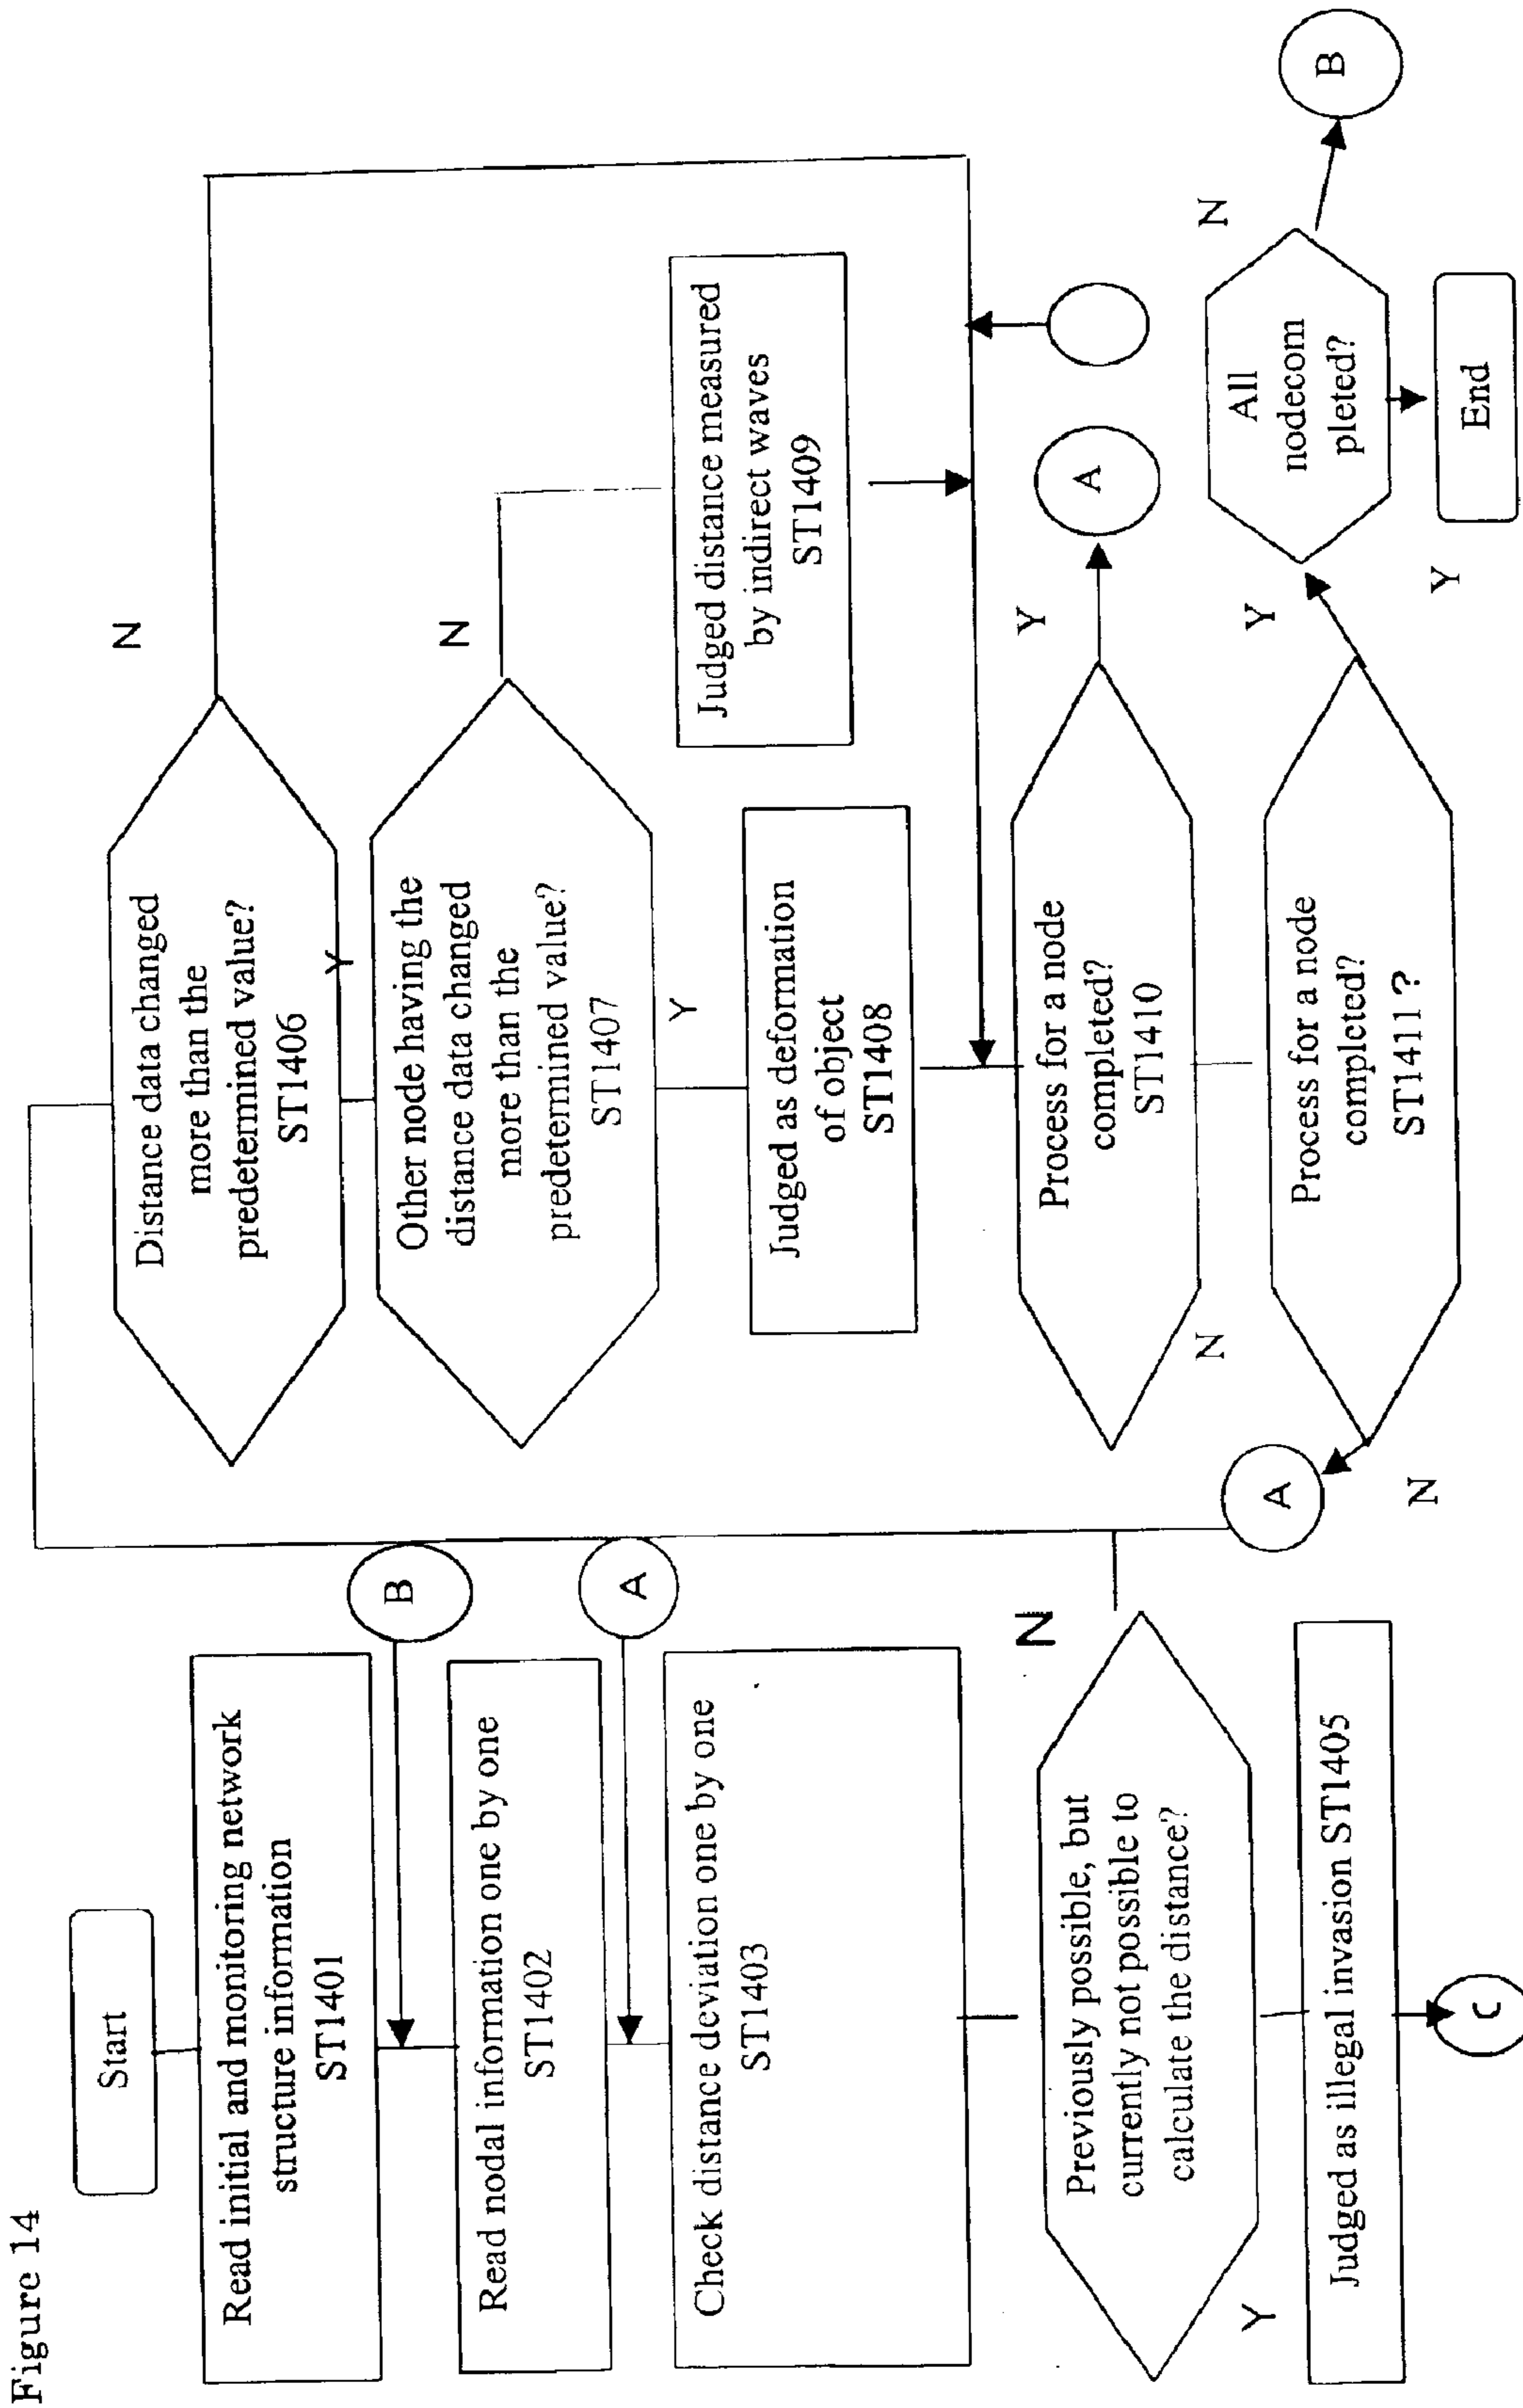 Figure 14
Start
Read initial and monitoring network
structure information
ST1401
B
Read nodal information one by one
ST1402
A
Check distance deviation one by one
ST1403
Previously possible, but
currently not possible to
calculate the distance?
N
Y
Judged as illegal invasion ST1405
C
Distance data changed
more than the
predetermined value?
ST1406
N
Y
Other node having the
distance data changed
more than the
predetermined value?
ST1407
N
Y
Judged as deformation
of object
ST1408
Judged distance measured
by indirect waves
ST1409
Process for a node
completed?
ST1410
Y
A
N
Process for a node
completed?
ST1411 ?
A
N
Y
All
nodecom
pleted?
N
B
Y
End